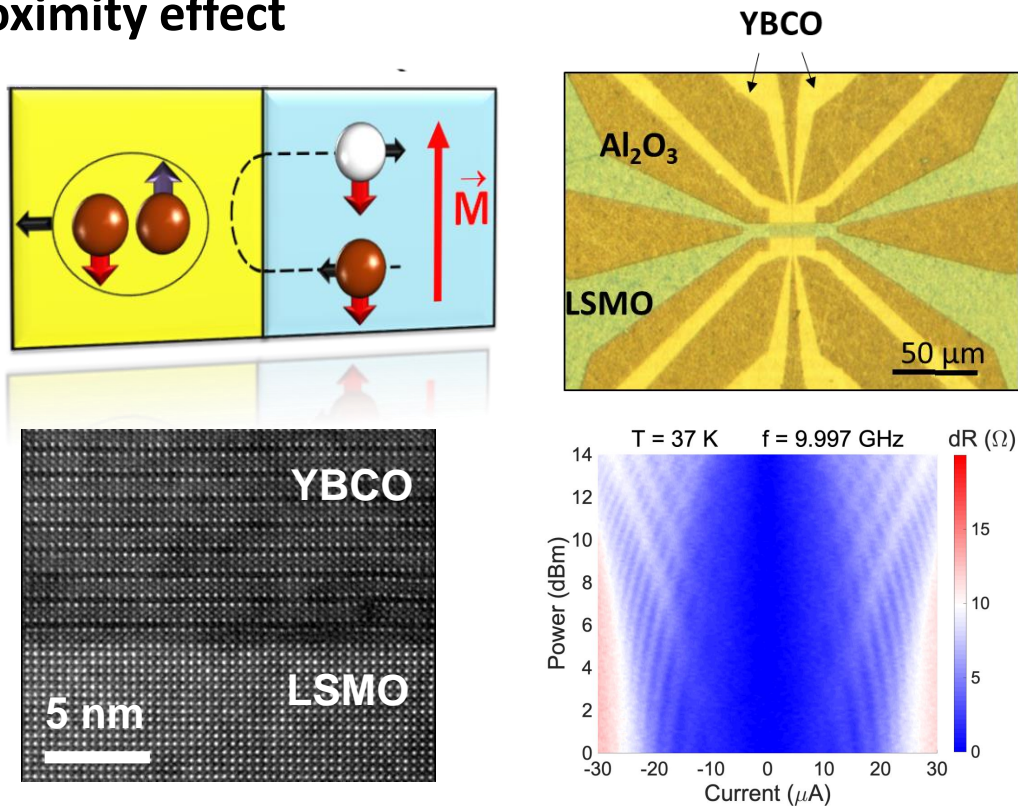 oximity effect
M
YBCO
Al₂O₃
LSMO
50 μm
YBCO
LSMO
5 nm
T = 37 K f = 9.997 GHz dR (Ω)
Power (dBm)
14
12
10
8
6
4
2
0
-30 -20 -10 0 10 20 30
Current (μA)
15
10
5
0